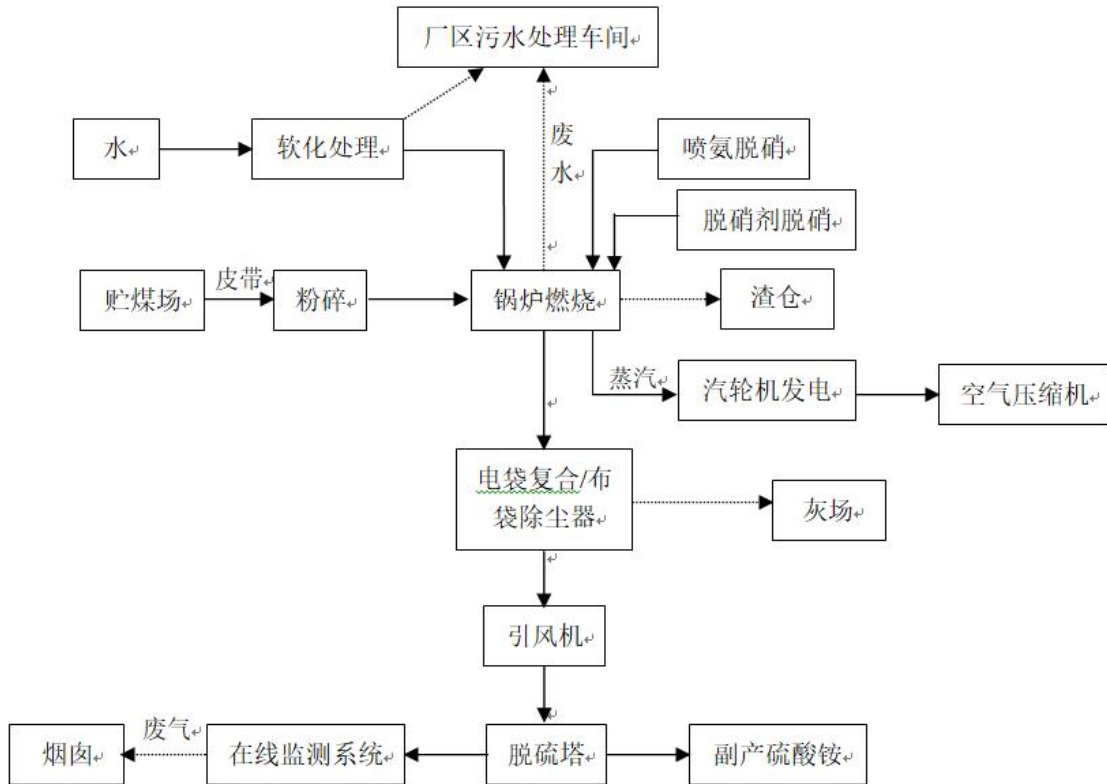 厂区污水处理车间
水
软化处理
废
水
喷氨脱硝
脱硝剂脱硝
贮煤场
皮带
粉碎
锅炉燃烧
渣仓
蒸汽
汽轮机发电
空气压缩机
电袋复合/布
袋除尘器
灰场
引风机
烟囱
废气
在线监测系统
脱硫塔
副产硫酸铵